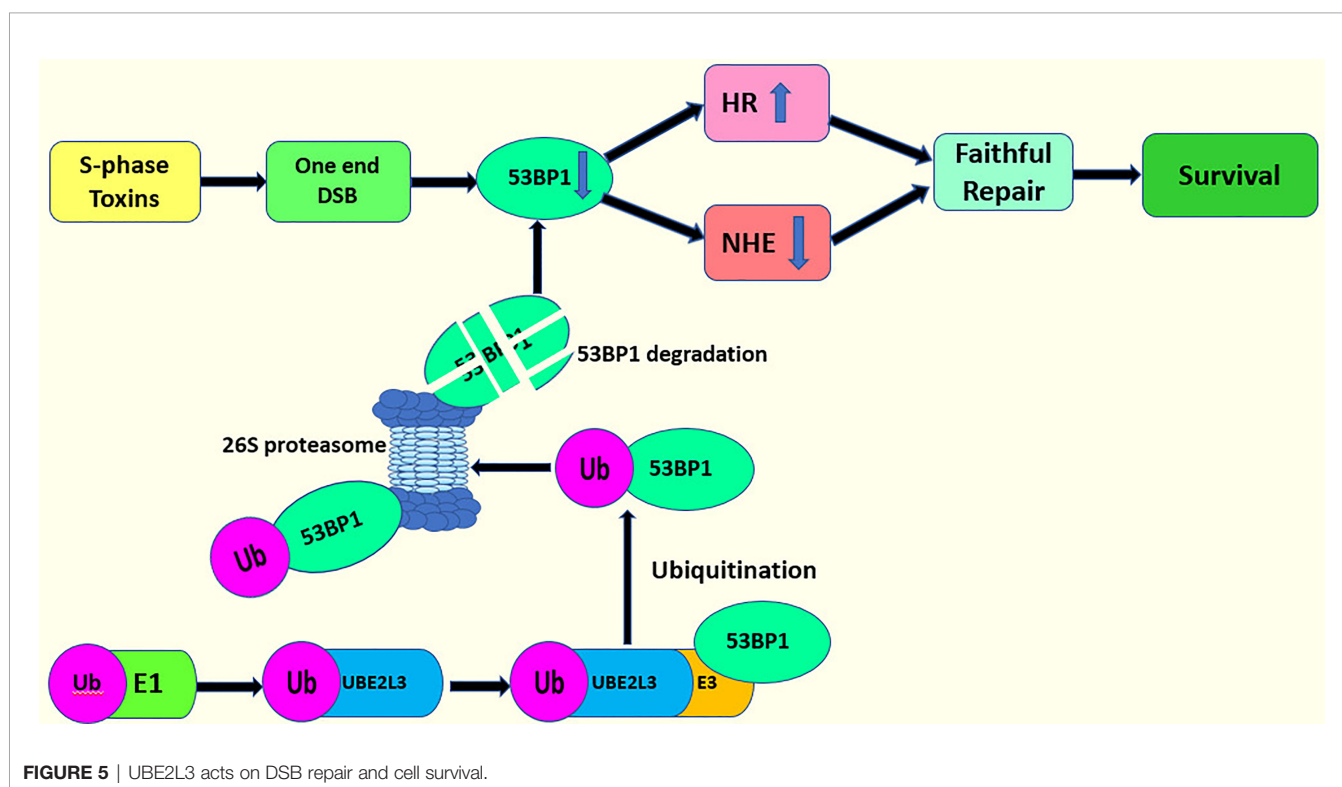 S-phase
Toxins
One end
DSB
53BP1
HR
NHE
Faithful
Repair
Survival
53BP1
53BP1 degradation
26S proteasome
Ub 53BP1
Ub 53BP1
Ubiquitination
53BP1
Ub E1
Ub UBE2L3
Ub UBE2L3 E3
FIGURE 5 | UBE2L3 acts on DSB repair and cell survival.